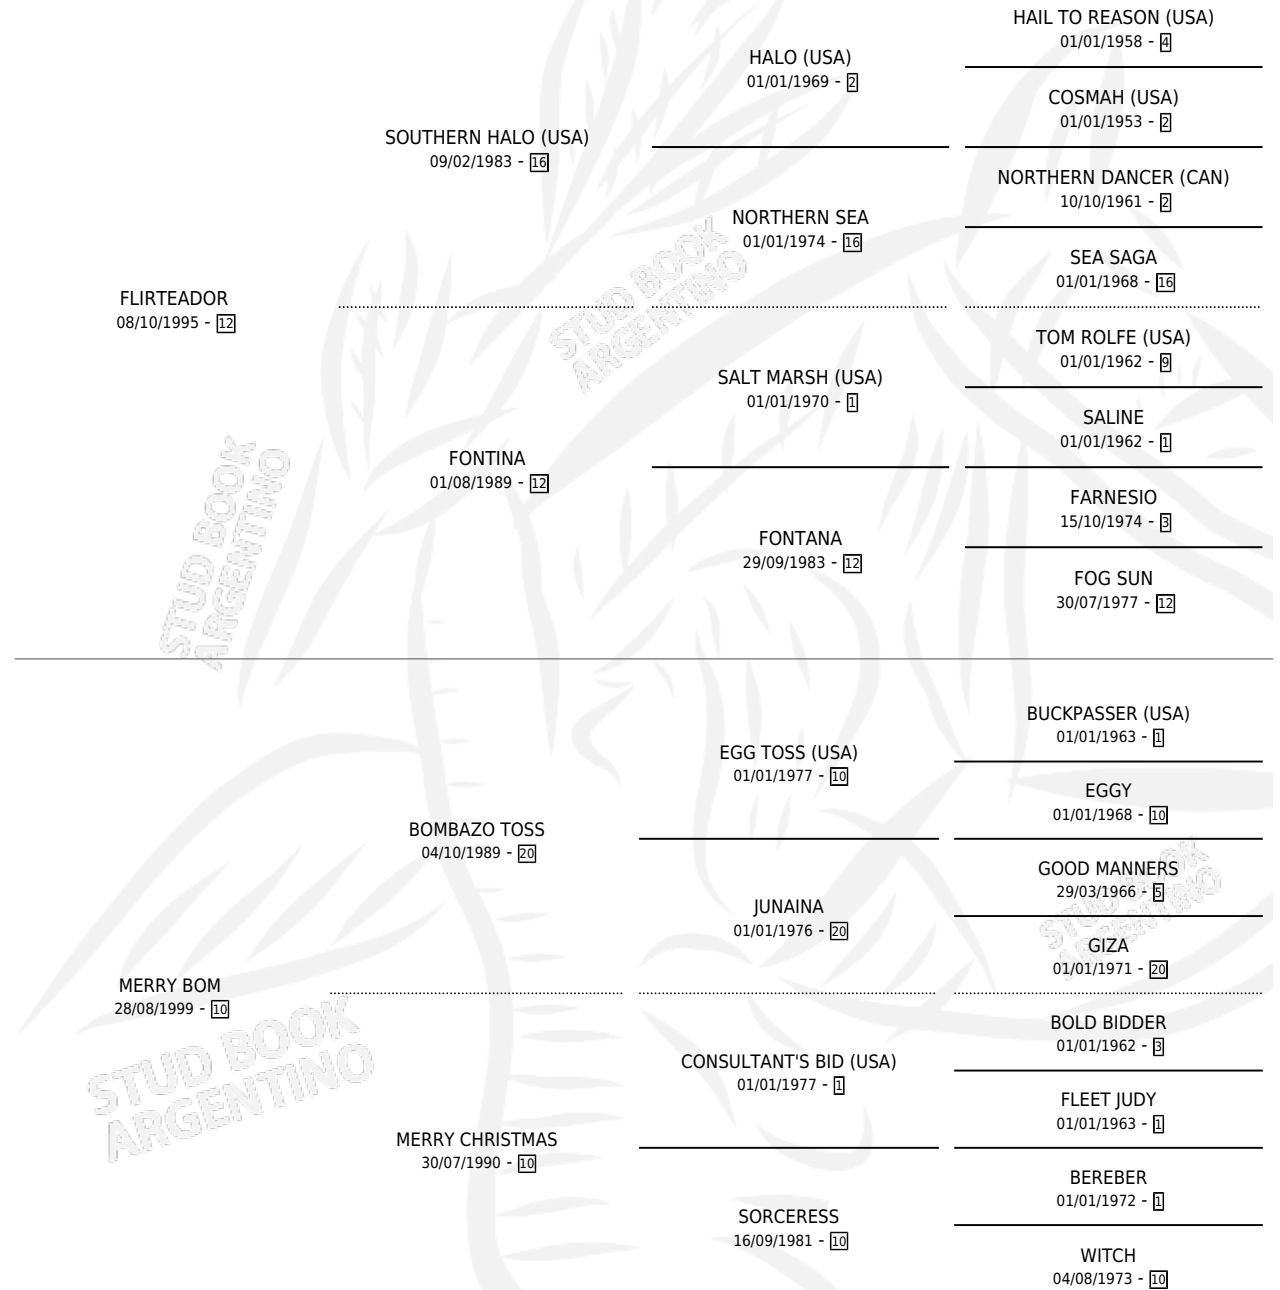 HAIL TO REASON (USA)
01/01/1958 - 4
HALO (USA)
01/01/1969 - 2
COSMAH (USA)
01/01/1953 - 2
SOUTHERN HALO (USA)
09/02/1983 - 16
NORTHERN DANCER (CAN)
10/10/1961 - 2
NORTHERN SEA
01/01/1974 - 16
SEA SAGA
01/01/1968 - 16
FLIRTEADOR
08/10/1995 - 12
STUD BOOK
ARGENTINO
TOM ROLFE (USA)
01/01/1962 - 9
SALT MARSH (USA)
01/01/1970 - 1
SALINE
01/01/1962 - 1
FONTINA
01/08/1989 - 12
FARNESIO
15/10/1974 - 3
FONTANA
29/09/1983 - 12
FOG SUN
30/07/1977 - 12
STUD BOOK
ARGENTINO
BUCKPASSER (USA)
01/01/1963 - 1
EGG TOSS (USA)
01/01/1977 - 10
EGGY
01/01/1968 - 10
BOMBAZO TOSS
04/10/1989 - 20
GOOD MANNERS
29/03/1966 - 5
JUNAINA
01/01/1976 - 20
STUD BOOK
ARGENTINO
GIZA
01/01/1971 - 20
MERRY BOM
28/08/1999 - 10
BOLD BIDDER
01/01/1962 - 3
CONSULTANT'S BID (USA)
01/01/1977 - 1
FLEET JUDY
01/01/1963 - 1
STUD BOOK
ARGENTINO
MERRY CHRISTMAS
30/07/1990 - 10
BEREBER
01/01/1972 - 1
SORCERESS
16/09/1981 - 10
WITCH
04/08/1973 - 10